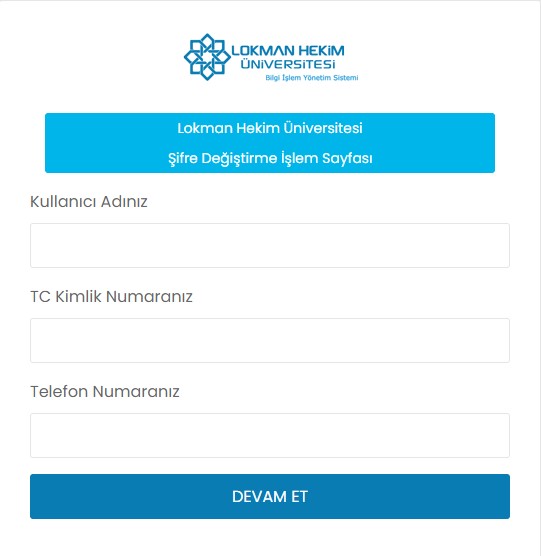 LOKMAN HEKİM
ÜNİVERSİTESİ
Bilgi İşlem Yönetim Sistemi
Lokman Hekim Üniversitesi
Şifre Değiştirme İşlem Sayfası
Kullanıcı Adınız
TC Kimlik Numaranız
Telefon Numaranız
DEVAM ET